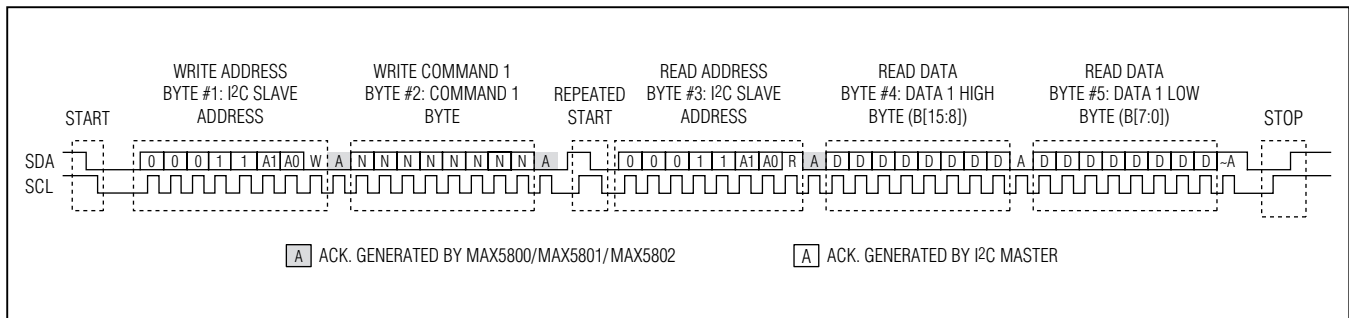 START
WRITE ADDRESS
BYTE #1: I²C SLAVE
ADDRESS
WRITE COMMAND 1
BYTE #2: COMMAND 1
BYTE
REPEATED
START
READ ADDRESS
BYTE #3: I²C SLAVE
ADDRESS
READ DATA
BYTE #4: DATA 1 HIGH
BYTE (B[15:8])
READ DATA
BYTE #5: DATA 1 LOW
BYTE (B[7:0])
STOP
SDA 0 0 0 1 1 A1 A0 W A N N N N N N N N A 0 0 0 1 1 A1 A0 R A D D D D D D D D A D D D D D D D D ~A
SCL
A ACK. GENERATED BY MAX5800/MAX5801/MAX5802
A ACK. GENERATED BY I²C MASTER